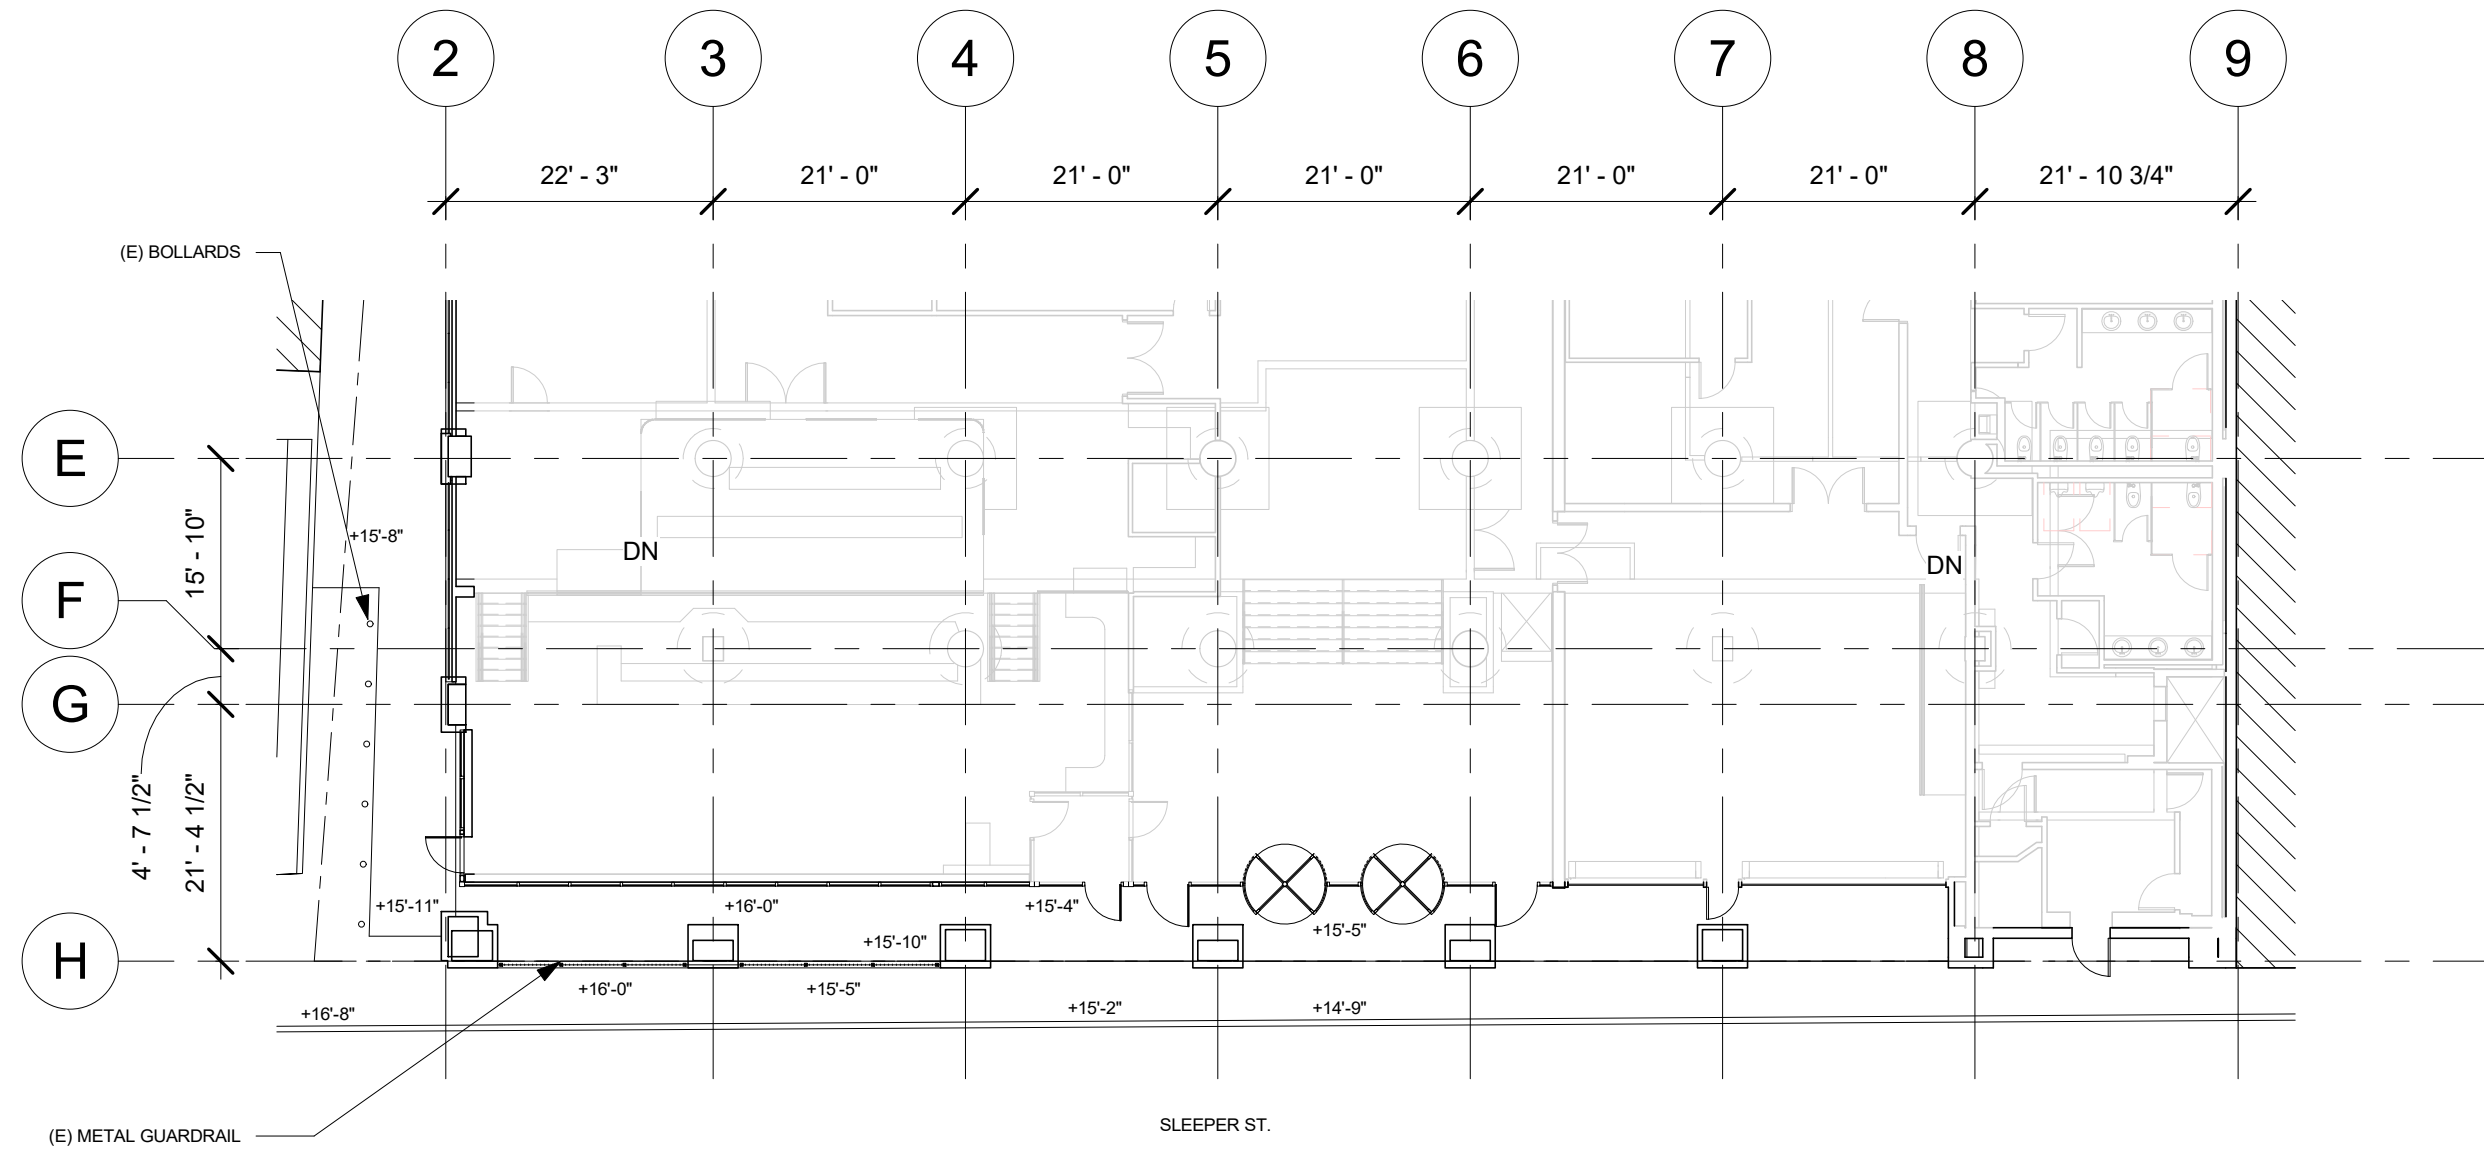 2 3 4 5 6 7 8 9
22' - 3" 21' - 0" 21' - 0" 21' - 0" 21' - 0" 21' - 0" 21' - 10 3/4"
(E) BOLLARDS
E
15' - 10"
+15'-8"
DN
DN
F
G
4' - 7 1/2"
21' - 4 1/2"
+15'-11"
+16'-0"
+15'-4"
+15'-10"
+15'-5"
H
+16'-0"
+15'-5"
+16'-8"
+15'-2"
+14'-9"
SLEEPER ST.
(E) METAL GUARDRAIL